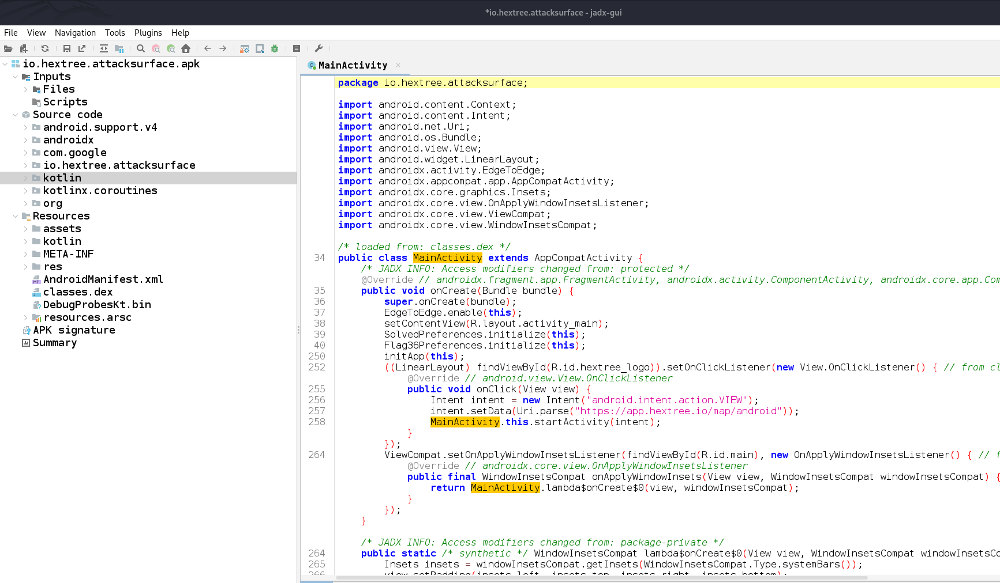 *io.hextree.attacksurface - jadx-gui
File View Navigation Tools Plugins Help
io.hextree.attacksurface.apk
Inputs
Files
Scripts
Source code
android.support.v4
androidx
com.google
io.hextree.attacksurface
kotlin
kotlinx.coroutines
org
Resources
assets
kotlin
META-INF
res
AndroidManifest.xml
classes.dex
DebugProbesKt.bin
resources.arsc
APK signature
Summary
MainActivity
package io.hextree.attacksurface;
import android.content.Context;
import android.content.Intent;
import android.net.Uri;
import android.os.Bundle;
import android.view.View;
import android.widget.LinearLayout;
import androidx.activity.EdgeToEdge;
import androidx.appcompat.app.AppCompatActivity;
import androidx.core.graphics.Insets;
import androidx.core.view.OnApplyWindowInsetsListener;
import androidx.core.view.ViewCompat;
import androidx.core.view.WindowInsetsCompat;
/* loaded from: classes.dex */
34 public class MainActivity extends AppCompatActivity {
/* JADX INFO: Access modifiers changed from: protected */
@Override // androidx.fragment.app.FragmentActivity, androidx.activity.ComponentActivity, androidx.core.app.Com
35 public void onCreate(Bundle bundle) {
36 super.onCreate(bundle);
37 EdgeToEdge.enable(this);
38 setContentView(R.layout.activity_main);
39 SolvedPreferences.initialize(this);
40 Flag36Preferences.initialize(this);
250 initApp(this);
252 ((LinearLayout) findViewById(R.id.hextree_logo)).setOnClickListener(new View.OnClickListener() { // from cl
@Override // android.view.View.OnClickListener
255 public void onClick(View view) {
256 Intent intent = new Intent("android.intent.action.VIEW");
257 intent.setData(Uri.parse("https://app.hextree.io/map/android"));
258 MainActivity.this.startActivity(intent);
}
});
264 ViewCompat.setOnApplyWindowInsetsListener(findViewById(R.id.main), new OnApplyWindowInsetsListener() { // f
@Override // androidx.core.view.OnApplyWindowInsetsListener
public final WindowInsetsCompat onApplyWindowInsets(View view, WindowInsetsCompat windowInsetsCompat) {
return MainActivity.lambda$onCreate$0(view, windowInsetsCompat);
}
});
}
/* JADX INFO: Access modifiers changed from: package-private */
264 public static /* synthetic */ WindowInsetsCompat lambda$onCreate$0(View view, WindowInsetsCompat windowInsetsCo
265 Insets insets = windowInsetsCompat.getInsets(WindowInsetsCompat.Type.systemBars());
266 view.setPadding(insets.left, insets.top, insets.right, insets.bottom);